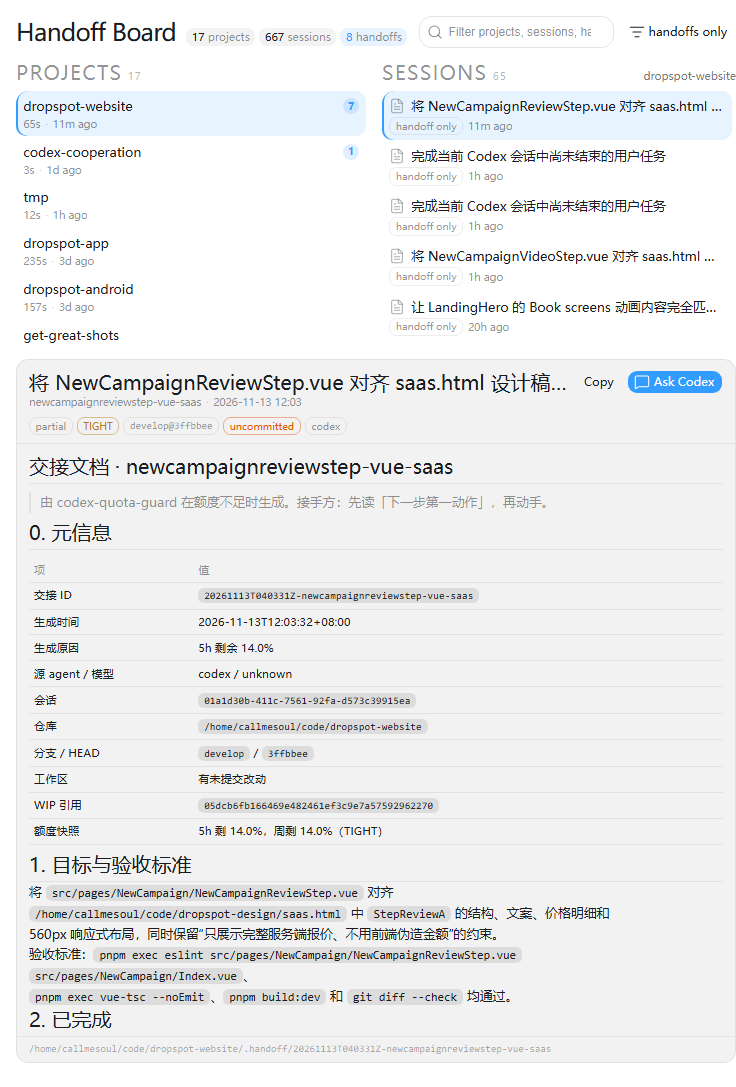 Handoff Board 17 projects 667 sessions 8 handoffs Filter projects, sessions, ha handoffs only
PROJECTS 17
dropspot-website 7
65s · 11m ago
codex-cooperation 1
3s · 1d ago
tmp
12s · 1h ago
dropspot-app
235s · 3d ago
dropspot-android
157s · 3d ago
get-great-shots
SESSIONS 65 dropspot-website
将 NewCampaignReviewStep.vue 对齐 saas.html ...
handoff only 11m ago
完成当前 Codex 会话中尚未结束的用户任务
handoff only 1h ago
完成当前 Codex 会话中尚未结束的用户任务
handoff only 1h ago
将 NewCampaignVideoStep.vue 对齐 saas.html ...
handoff only 1h ago
让 LandingHero 的 Book screens 动画内容完全匹...
handoff only 20h ago
将 NewCampaignReviewStep.vue 对齐 saas.html 设计稿... Copy Ask Codex
newcampaignreviewstep-vue-saas · 2026-11-13 12:03
partial TIGHT develop@3ffbbee uncommitted codex
交接文档 · newcampaignreviewstep-vue-saas
由 codex-quota-guard 在额度不足时生成。接手方：先读「下一步第一动作」，再动手。
0. 元信息
项 值
交接 ID 20261113T040331Z-newcampaignreviewstep-vue-saas
生成时间 2026-11-13T12:03:32+08:00
生成原因 5h 剩余 14.0%
源 agent / 模型 codex / unknown
会话 01a1d30b-411c-7561-92fa-d573c39915ea
仓库 /home/callmesoul/code/dropspot-website
分支 / HEAD develop / 3ffbbee
工作区 有未提交改动
WIP 引用 05dcb6fb166469e482461ef3c9e7a57592962270
额度快照 5h 剩 14.0%，周剩 14.0%（TIGHT）
1. 目标与验收标准
将 src/pages/NewCampaign/NewCampaignReviewStep.vue 对齐
/home/callmesoul/code/dropspot-design/saas.html 中 StepReviewA 的结构、文案、价格明细和
560px 响应式布局，同时保留“只展示完整服务端报价、不用前端伪造金额”的约束。
验收标准：pnpm exec eslint src/pages/NewCampaign/NewCampaignReviewStep.vue
src/pages/NewCampaign/Index.vue、
pnpm exec vue-tsc --noEmit、pnpm build:dev 和 git diff --check 均通过。
2. 已完成
/home/callmesoul/code/dropspot-website/.handoff/20261113T040331Z-newcampaignreviewstep-vue-saas